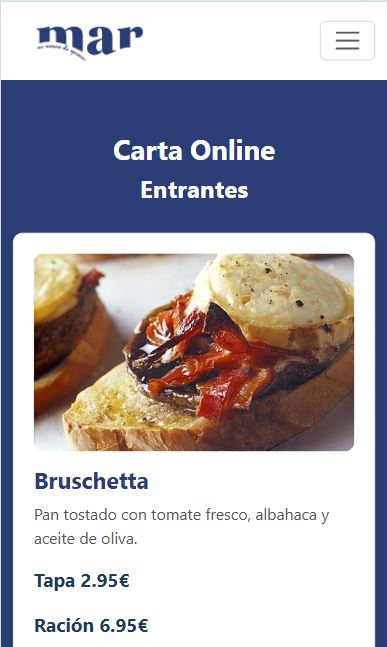 mar
Carta Online
Entrantes
Bruschetta
Pan tostado con tomate fresco, albahaca y
aceite de oliva.
Tapa 2.95€
Ración 6.95€